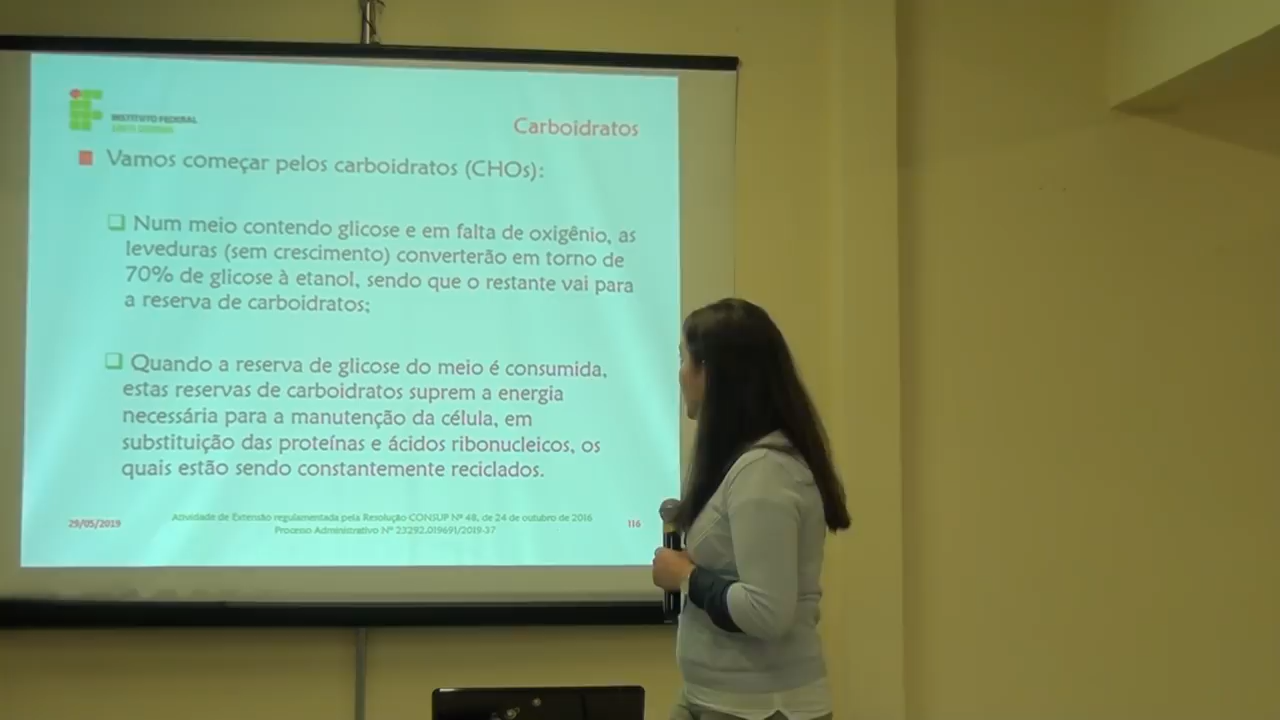 INSTITUTO FEDERAL
SANTA CATARINA
Carboidratos
Vamos começar pelos carboidratos (CHOs):
Num meio contendo glicose e em falta de oxigênio, as
leveduras (sem crescimento) converterão em torno de
70% de glicose à etanol, sendo que o restante vai para
a reserva de carboidratos;
Quando a reserva de glicose do meio é consumida,
estas reservas de carboidratos suprem a energia
necessária para a manutenção da célula, em
substituição das proteínas e ácidos ribonucleicos, os
quais estão sendo constantemente reciclados.
29/05/2019
Atividade de Extensão regulamentada pela Resolução CONSUP Nº 48, de 24 de outubro de 2016
Processo Administrativo Nº 23292.019691/2019-37
116